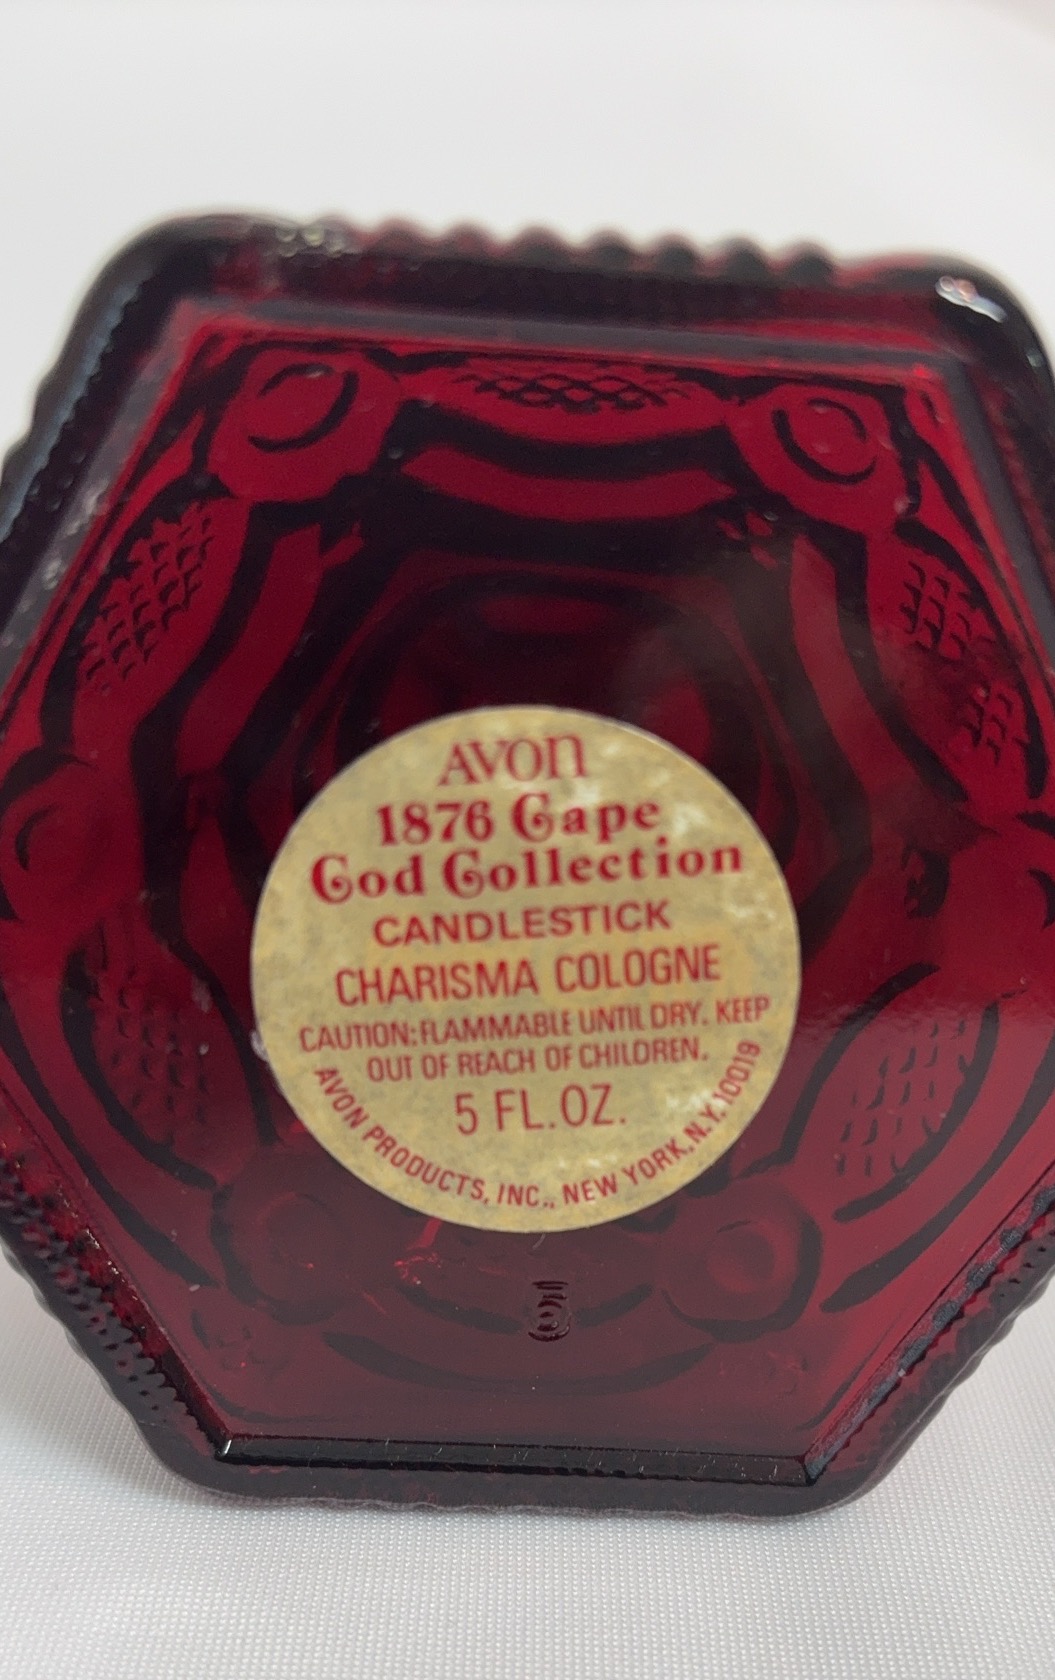 AVON
1876 Cape
Cod Collection
CANDLESTICK
CHARISMA COLOGNE
CAUTION: FLAMMABLE UNTIL DRY. KEEP
OUT OF REACH OF CHILDREN.
5 FL. OZ.
AVON PRODUCTS, INC., NEW YORK, N.Y. 10019